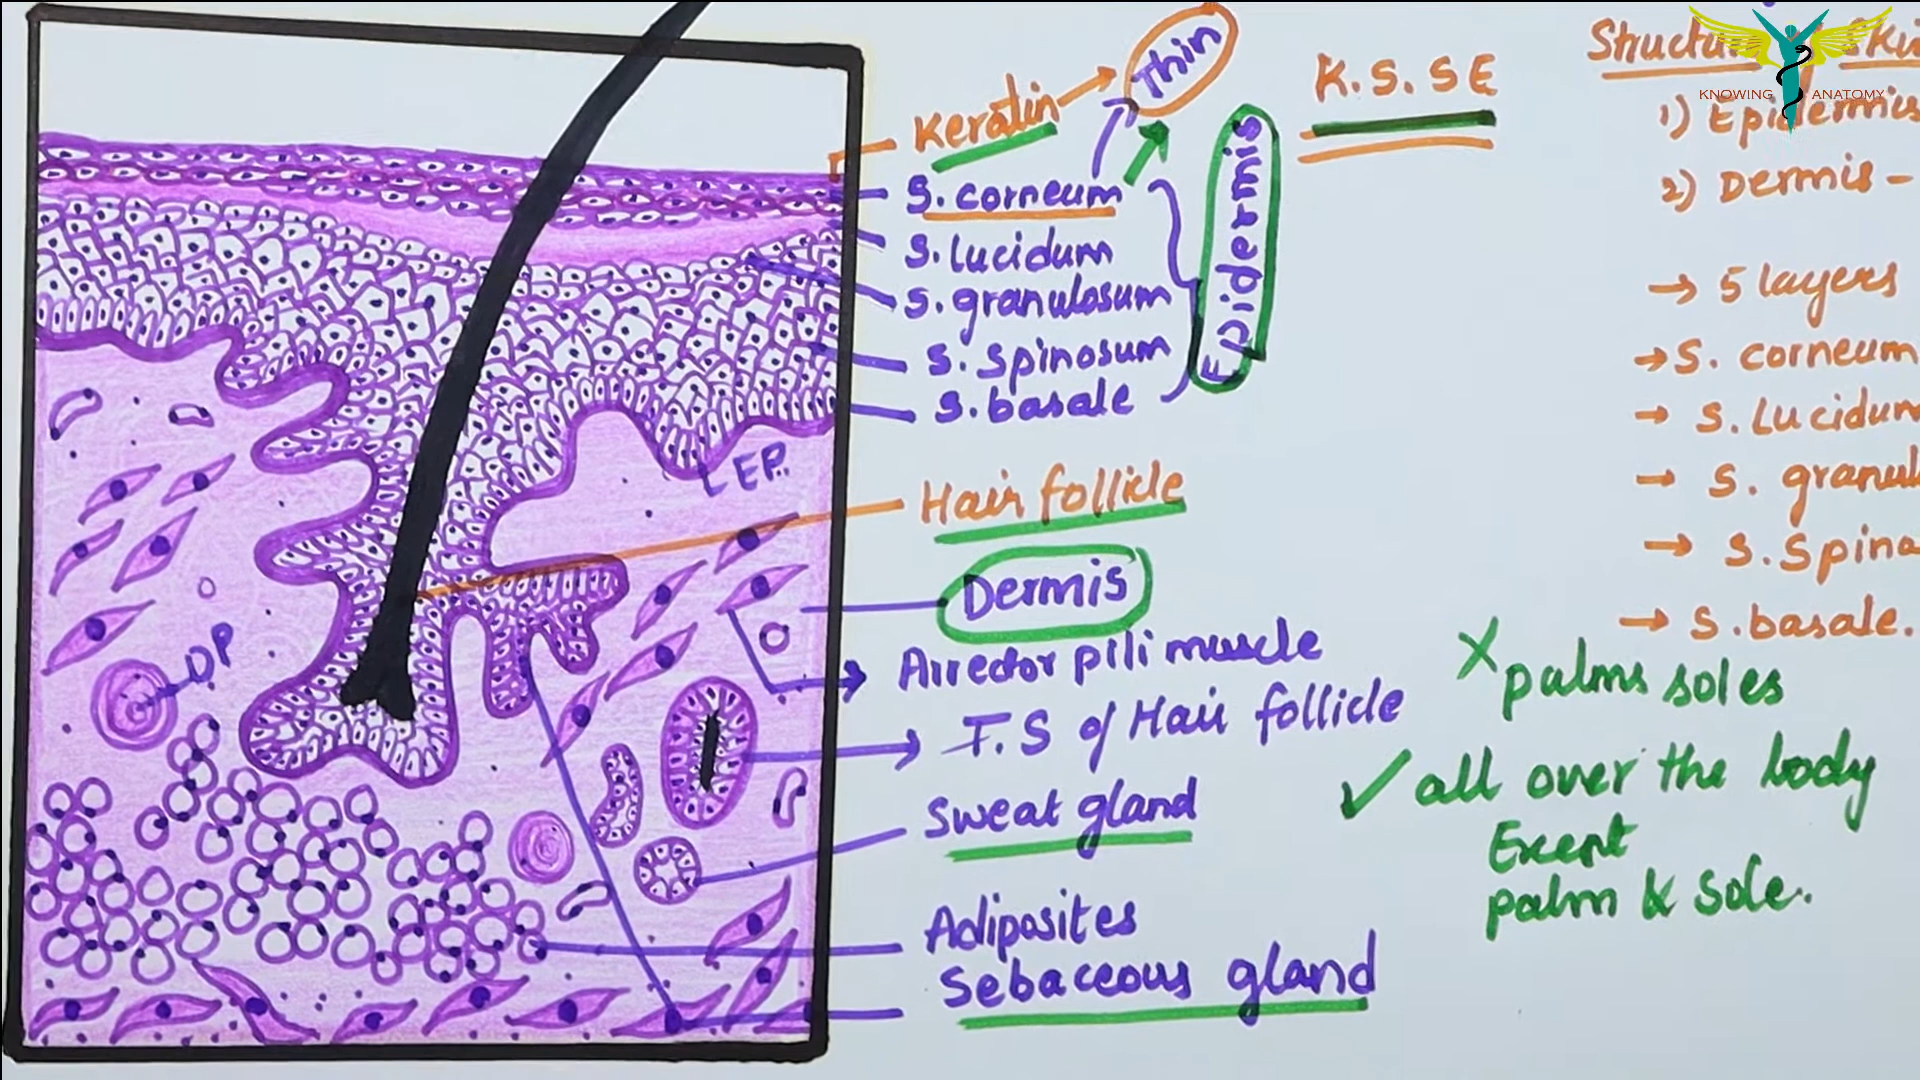 Thin
Keratin
S. corneum
S. lucidum
S. granulosum
S. Spinosum
S. basale
Epidermis
K.S.SE
EP.
DP
Hair follicle
Dermis
Arrector pili muscle
T.S of Hair follicle
Sweat gland
Adiposites
Sebaceous gland
KNOWING ANATOMY
1) Epidermis
2) Dermis -
→ 5 layers
→ S. corneum
→ S. Lucidum
→ S. granul
→ S. Spino
→ S. basale.
X palms soles
✓ all over the body
Except
palm & sole.